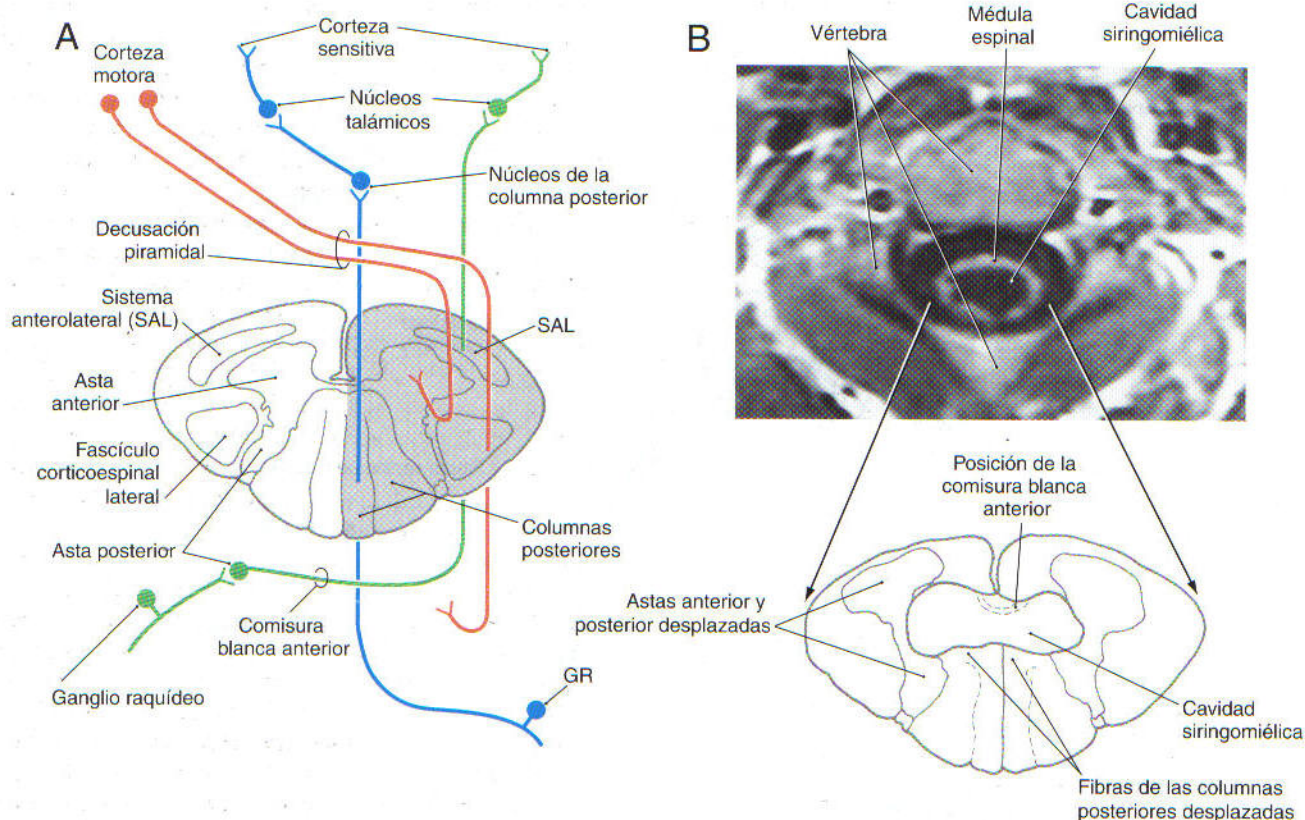 A
Corteza
motora
Corteza
sensitiva
Núcleos
talámicos
Núcleos de la
columna posterior
Decusación
piramidal
Sistema
anterolateral (SAL)
SAL
Asta
anterior
Fascículo
corticoespinal
lateral
Asta posterior
Columnas
posteriores
Comisura
blanca anterior
Ganglio raquídeo
GR
B
Vértebra
Médula
espinal
Cavidad
siringomiélica
Posición de la
comisura blanca
anterior
Astas anterior y
posterior desplazadas
Cavidad
siringomiélica
Fibras de las columnas
posteriores desplazadas